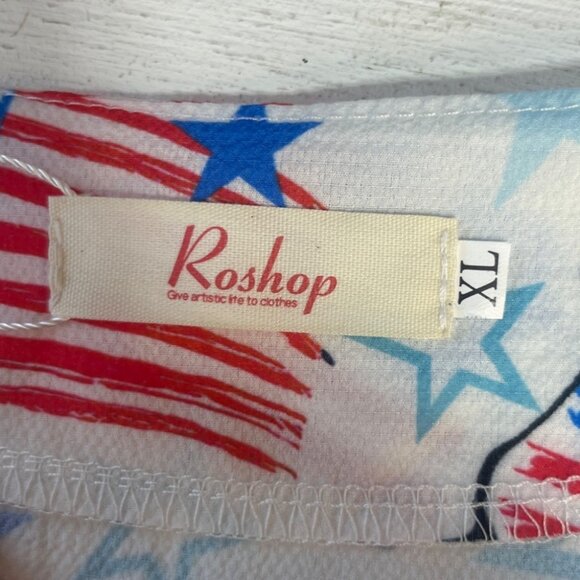 Roshop
Give artistic life to clothes
XL